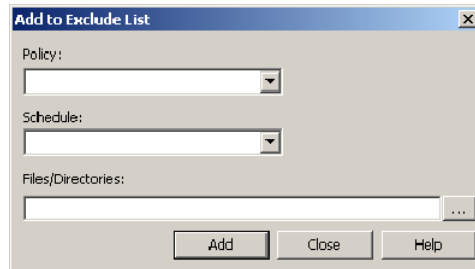 Add to Exclude List
Policy:
Schedule:
Files/Directories:
...
Add Close Help